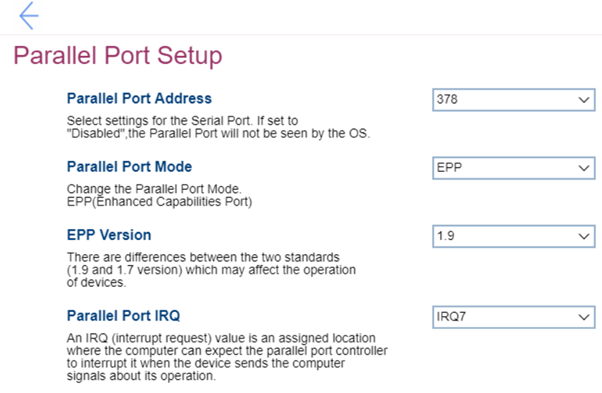 Parallel Port Setup
Parallel Port Address
378
Select settings for the Serial Port. If set to
"Disabled",the Parallel Port will not be seen by the OS.
Parallel Port Mode
EPP
Change the Parallel Port Mode.
EPP(Enhanced Capabilities Port)
EPP Version
1.9
There are differences between the two standards
(1.9 and 1.7 version) which may affect the operation
of devices.
Parallel Port IRQ
IRQ7
An IRQ (interrupt request) value is an assigned location
where the computer can expect the parallel port controller
to interrupt it when the device sends the computer
signals about its operation.